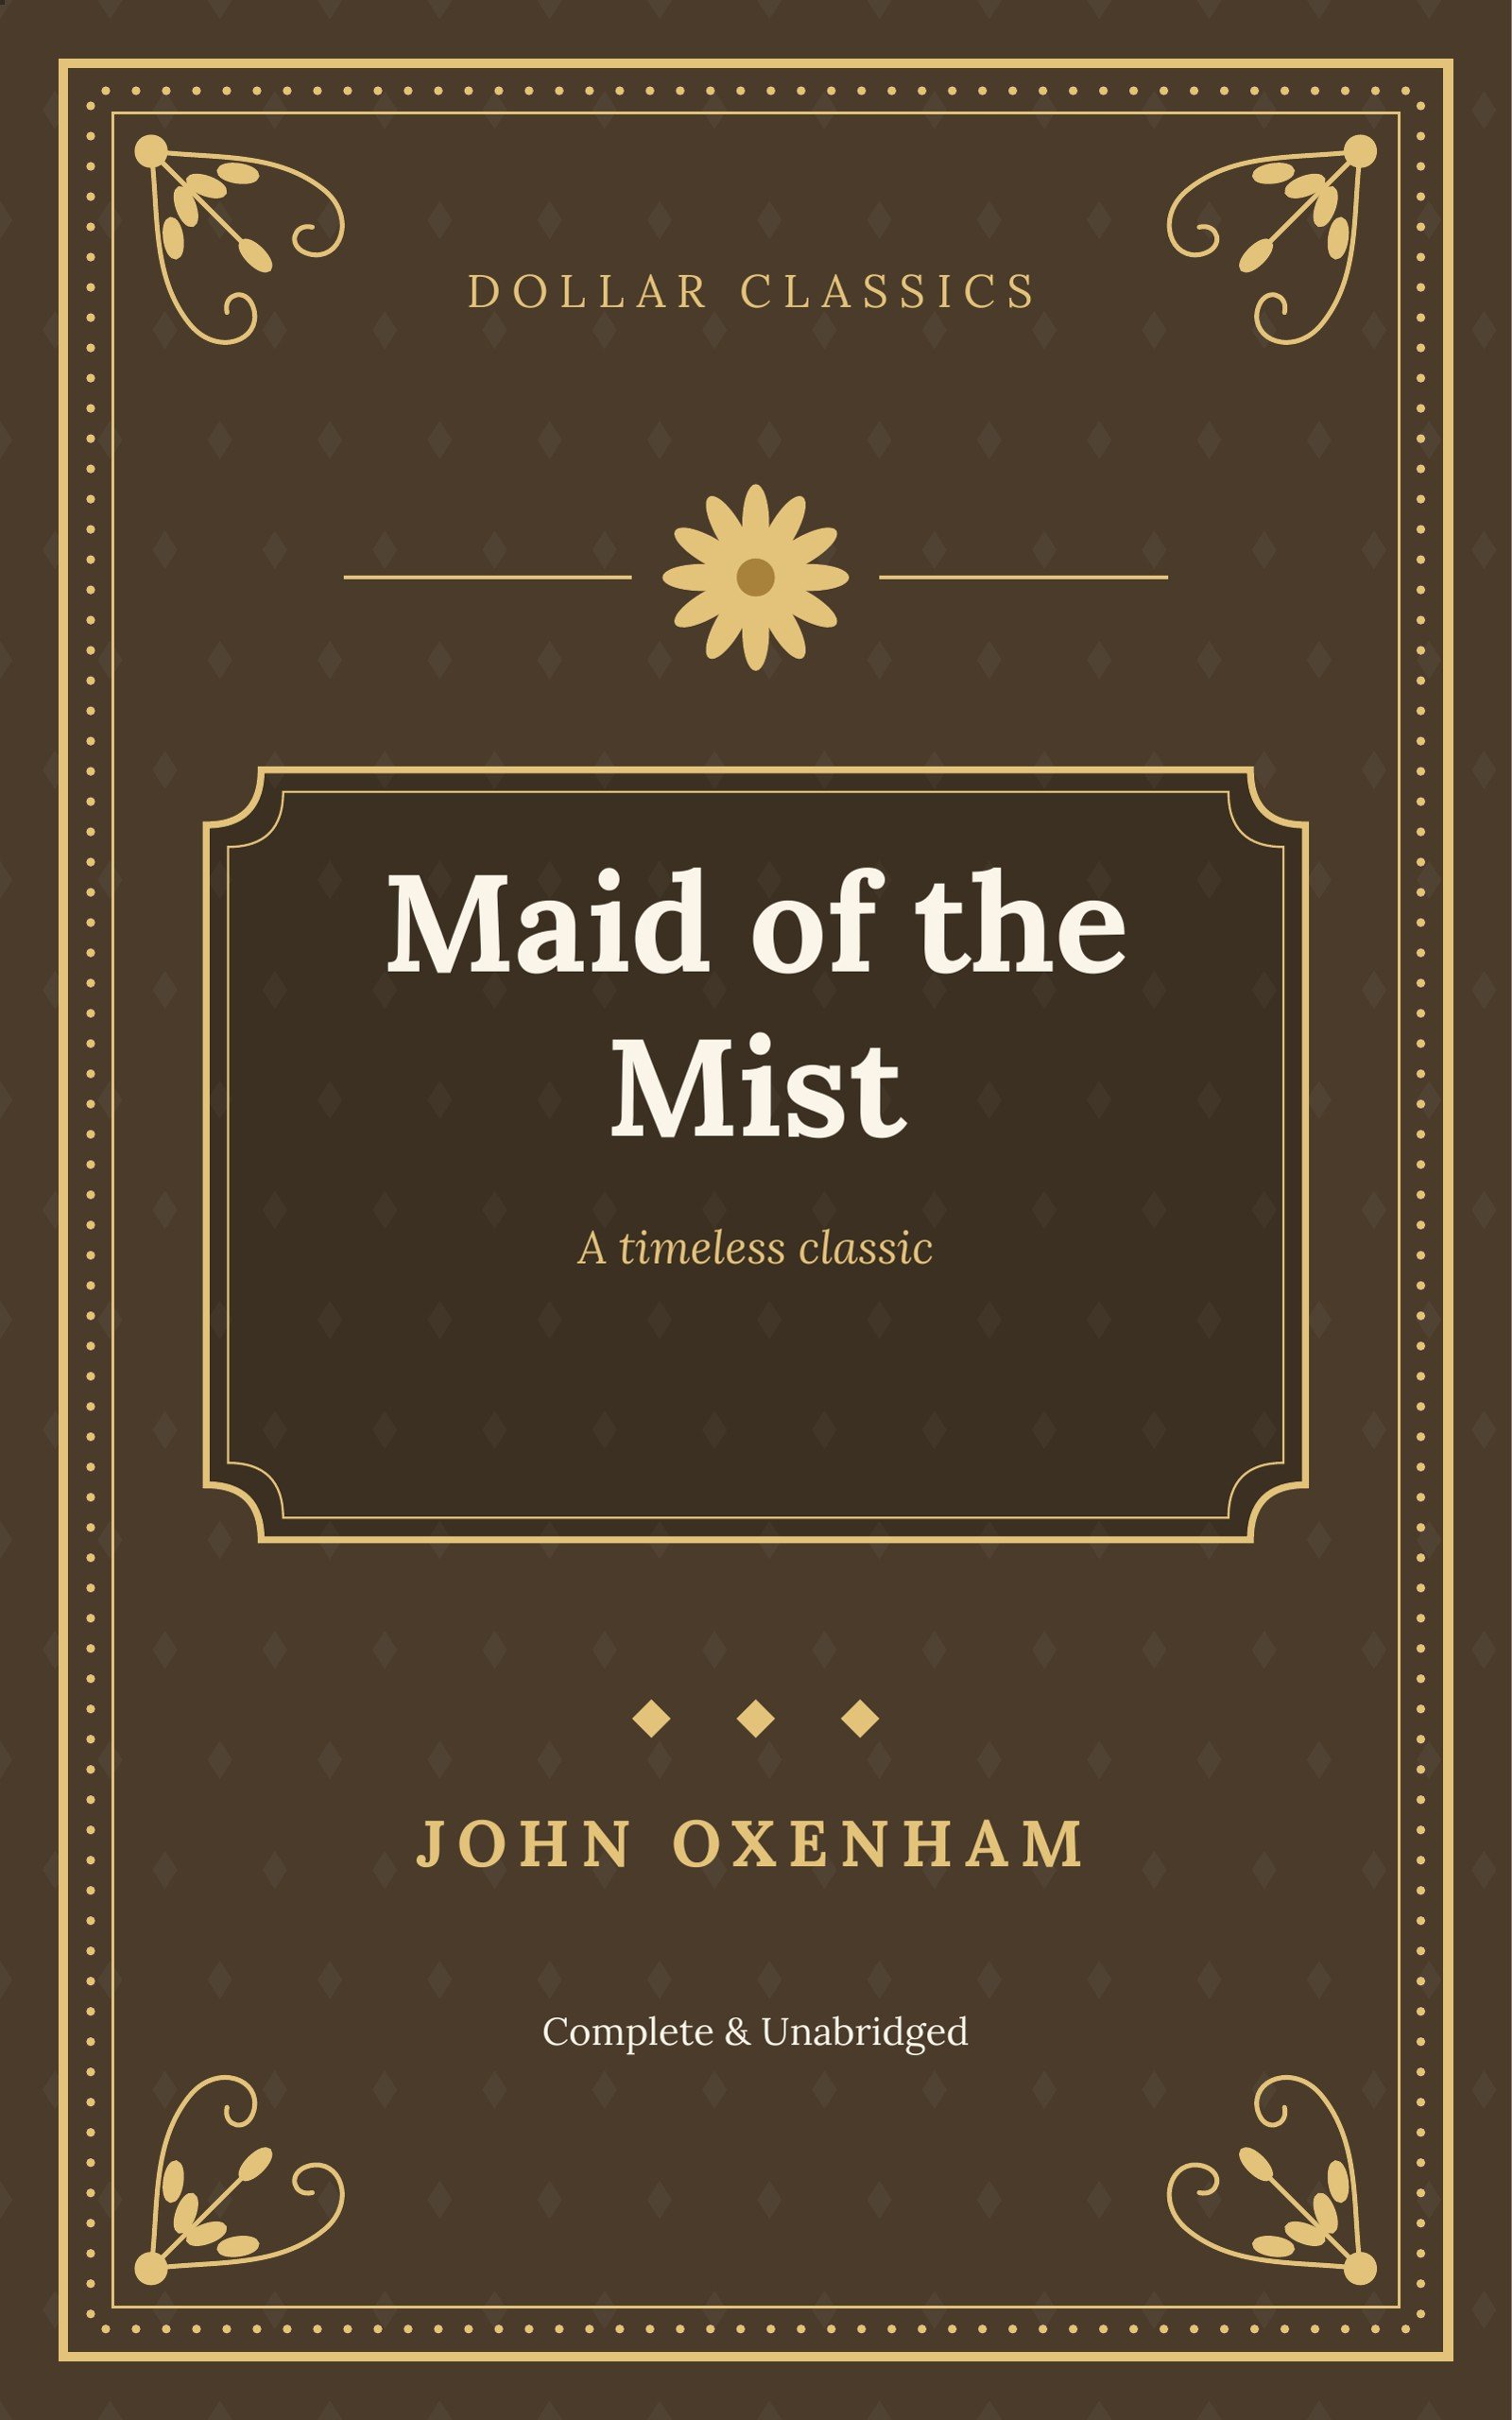 DOLLAR CLASSICS
Maid of the
Mist
A timeless classic
JOHN OXENHAM
Complete & Unabridged